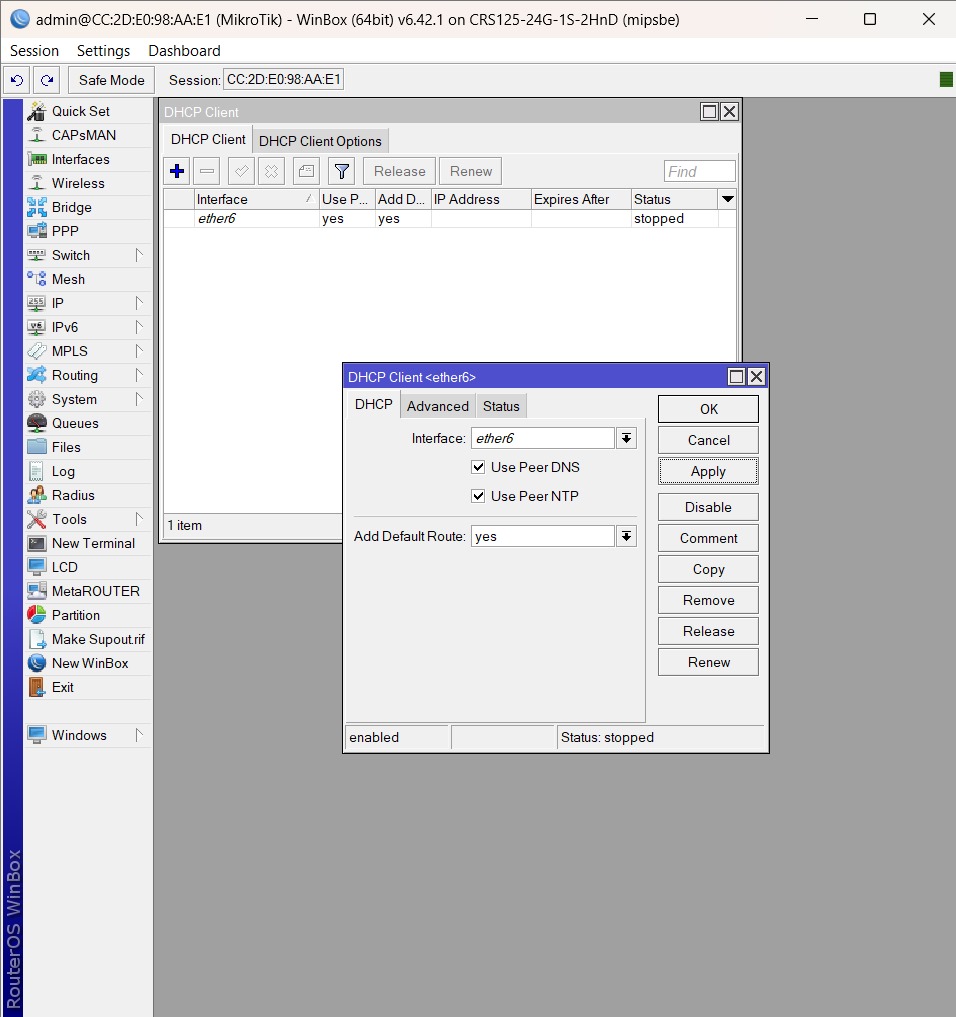 admin@CC:2D:E0:98:AA:E1 (MikroTik) - WinBox (64bit) v6.42.1 on CRS125-24G-1S-2HnD (mipsbe)
Session Settings Dashboard
Safe Mode Session: CC:2D:E0:98:AA:E1
Quick Set
CAPsMAN
Interfaces
Wireless
Bridge
PPP
Switch
Mesh
IP
IPv6
MPLS
Routing
System
Queues
Files
Log
Radius
Tools
New Terminal
LCD
MetaROUTER
Partition
Make Supout.rif
New WinBox
Exit
Windows
RouterOS WinBox
DHCP Client
DHCP Client DHCP Client Options
Release Renew Find
Interface Use P... Add D... IP Address Expires After Status
ether6 yes yes stopped
1 item
DHCP Client <ether6>
DHCP Advanced Status
Interface: ether6
Use Peer DNS
Use Peer NTP
Add Default Route: yes
OK
Cancel
Apply
Disable
Comment
Copy
Remove
Release
Renew
enabled Status: stopped